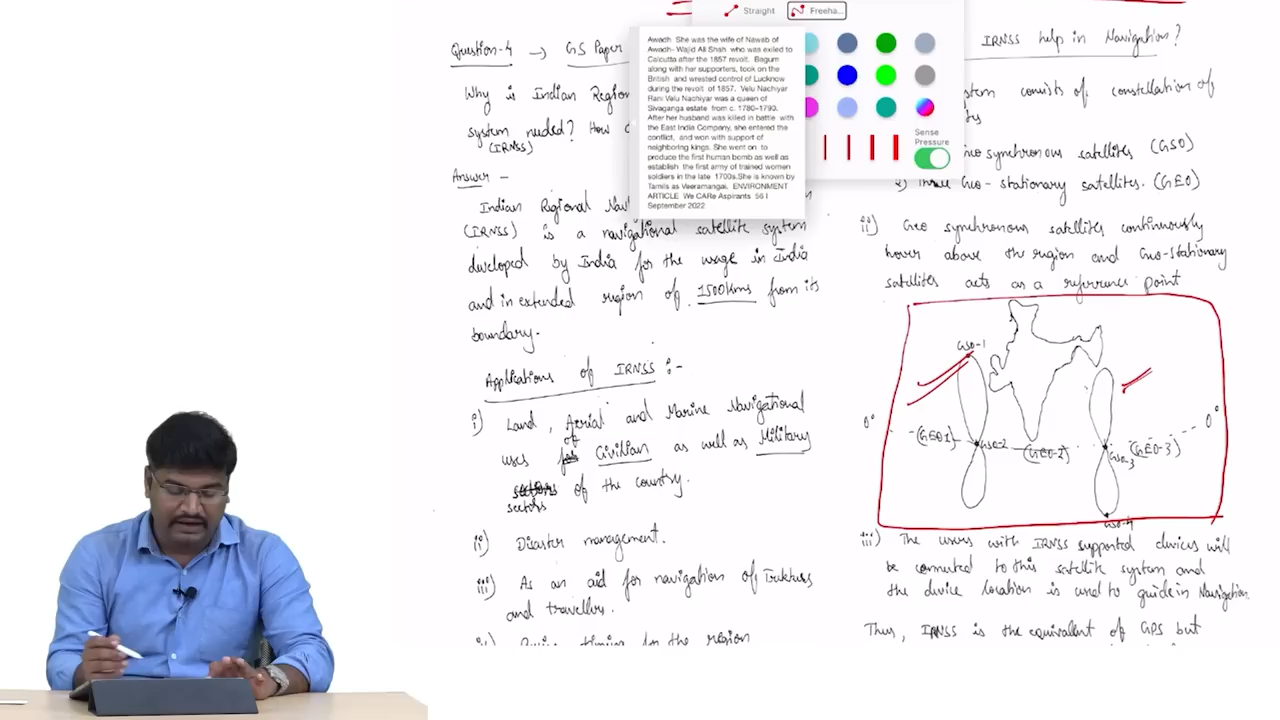 Straight
Freeha...
Awadh. She was the wife of Nawab of
Awadh- Wajid Ali Shah who was exiled to
Calcutta after the 1857 revolt. Bagum
along with her supporters, took on the
British and wrested control of Lucknow
during the revolt of 1857. Velu Nachiyar
Rani Velu Nachiyar was a queen of
Sivaganga estate from c. 1780–1790.
After her husband was killed in battle with
the East India Company, she entered the
conflict, and won with support of
neighboring kings. She went on to
produce the first human bomb as well as
establish the first army of trained women
soldiers in the late 1700s.She is known by
Tamils as Veeramangai. ENVIRONMENT
ARTICLE We CARe Aspirants 56 I
September 2022
Sense
Pressure
Question-4 → GS Paper
Why is Indian Region
system needed? How
(IRNSS)
Answer –
Indian Regional
(IRNSS) is a navigational satellite system
developed by India for the usage in India
and in extended region of 1500kms from its
boundary.
Applications of IRNSS :-
i) Land, Aerial and Marine Navigational
uses of Civilian as well as Military
sectors of the country.
ii) Disaster management.
iii) As an aid for navigation of Trekkers
and travellers.
timing for the region
IRNSS help in Navigation?
consists of constellation of
synchronous satellites (GSO)
Geo-stationary satellites. (GEO)
ii) Geo synchronous satellites continuously
hover above the region and Geo-stationary
satellites acts as a reference point
GSO-1
0°
(GEO1)
GSO-2
(GEO-2)
GSO-3
(GEO-3)
0°
GSO-4
iii) The users with IRNSS supported devices will
be connected to this satellite system and
the device location is used to guide in Navigation.
Thus, IRNSS is the equivalent of GPS but